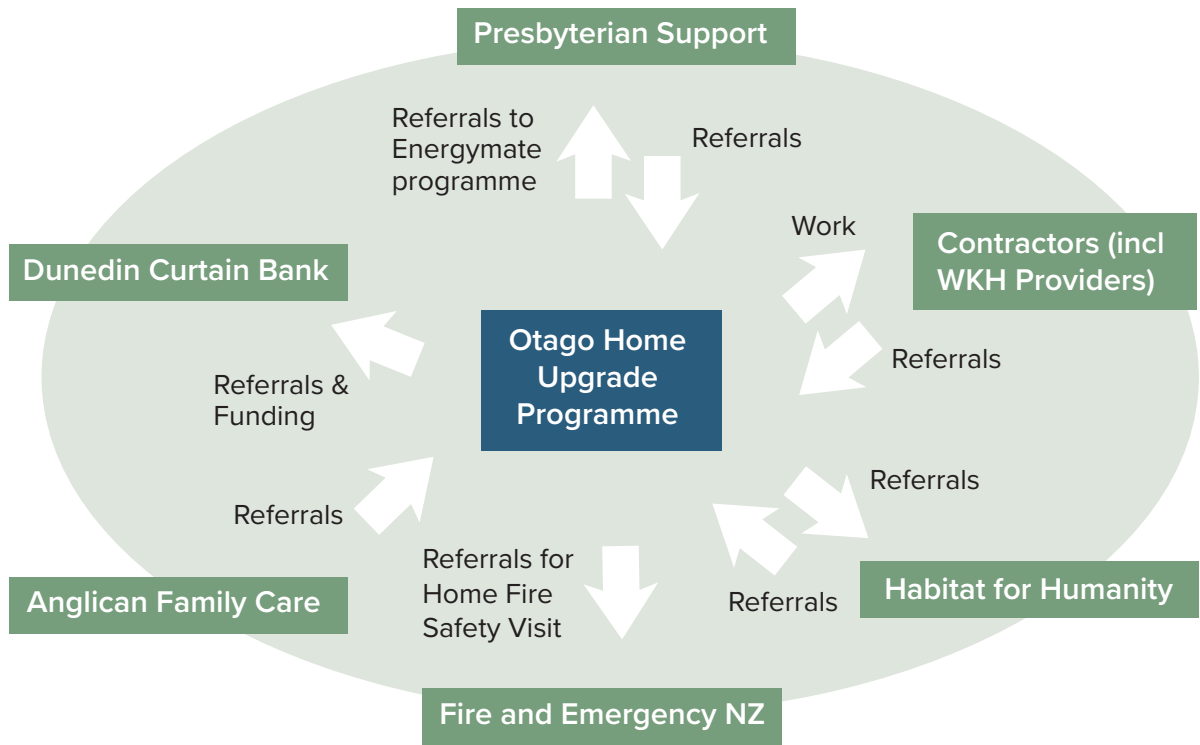 Presbyterian Support
Referrals to
Energymate
programme
Referrals
Work
Contractors (incl
WKH Providers)
Dunedin Curtain Bank
Otago Home
Upgrade
Programme
Referrals
Referrals &
Funding
Referrals
Referrals
Referrals for
Home Fire
Safety Visit
Referrals
Anglican Family Care
Habitat for Humanity
Fire and Emergency NZ